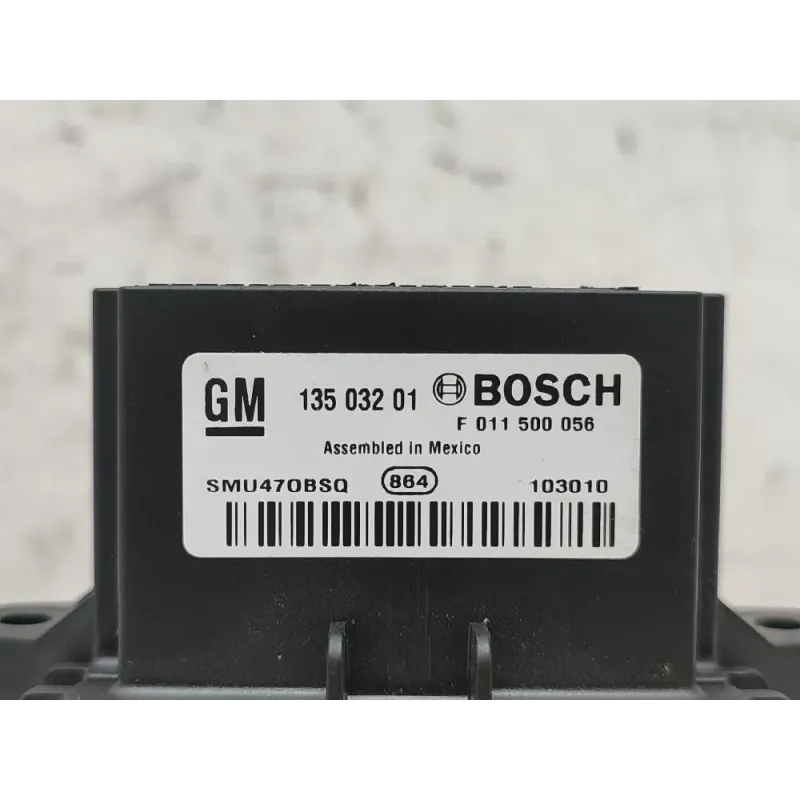 GM 135 032 01 BOSCH
F 011 500 056
Assembled in Mexico
SMU470BSQ 864 103010